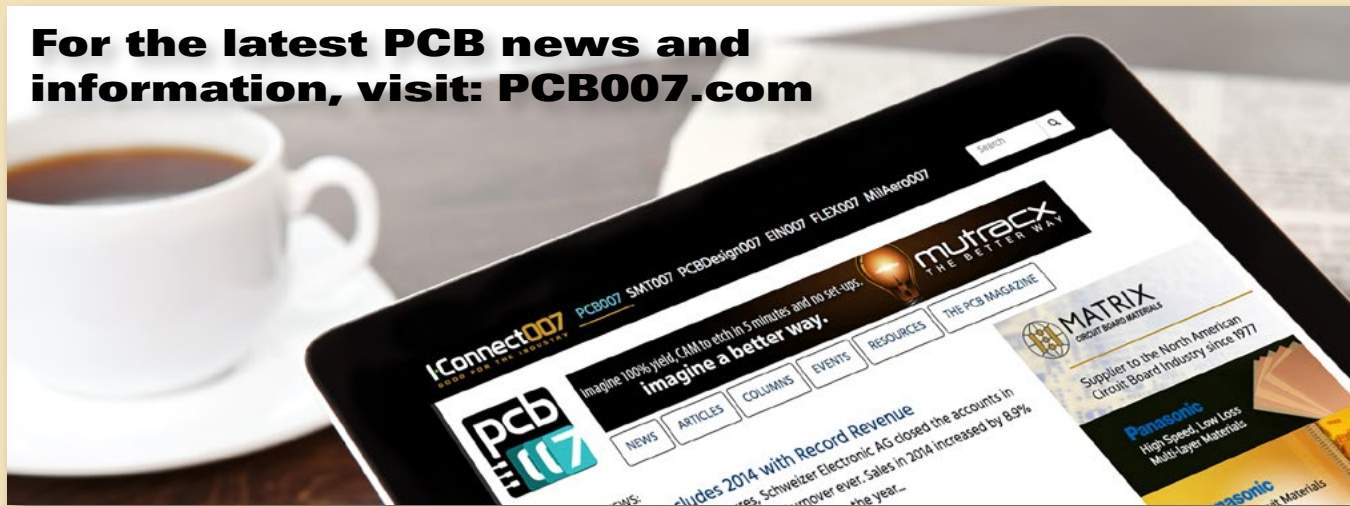 For the latest PCB news and
information, visit: PCB007.com
Search
I-Connect007
GOOD FOR THE INDUSTRY
PCB007 SMT007 PCBDesign007 EIN007 FLEX007 MilAero007
Imagine 100% yield, CAM to etch in 5 minutes and no set-ups.
imagine a better way.
mutracx
THE BETTER WAY
pcb
007
NEWS ARTICLES COLUMNS EVENTS RESOURCES THE PCB MAGAZINE
2014 with Record Revenue
Schweizer Electronic AG closed the accounts in
ever. Sales in 2014 increased by 8.9%
the year...
MATRIX
CIRCUIT BOARD MATERIALS
Supplier to the North American
Circuit Board Industry since 1977
Panasonic
High Speed, Low Loss
Multi-Layer Materials
Materials